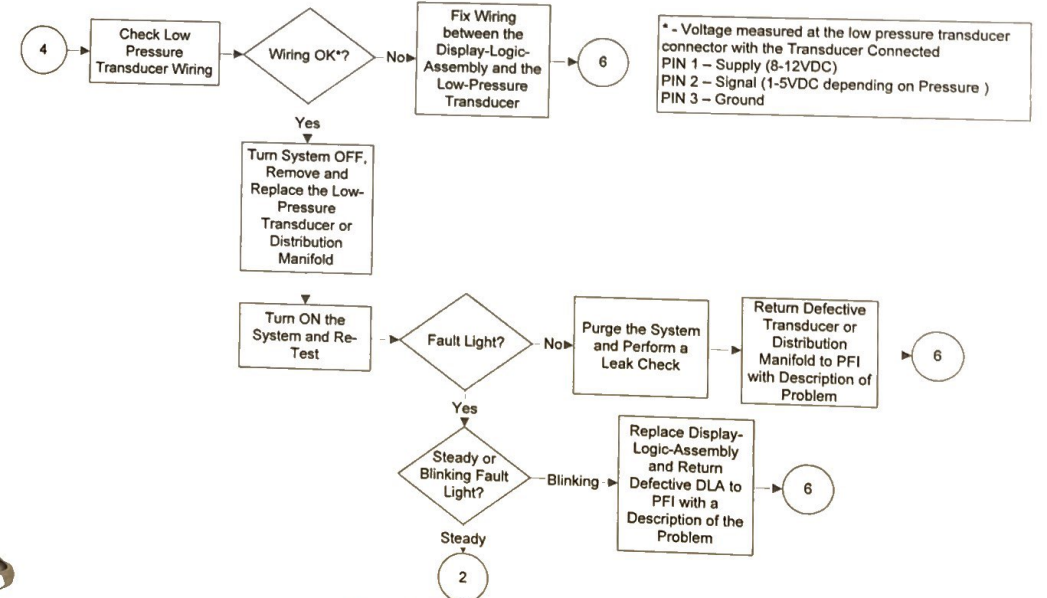 4
Check Low
Pressure
Transducer Wiring
Wiring OK*?
No
Fix Wiring
between the
Display-Logic-
Assembly and the
Low-Pressure
Transducer
6
* - Voltage measured at the low pressure transducer
connector with the Transducer Connected
PIN 1 – Supply (8-12VDC)
PIN 2 – Signal (1-5VDC depending on Pressure )
PIN 3 – Ground
Yes
Turn System OFF,
Remove and
Replace the Low-
Pressure
Transducer or
Distribution
Manifold
Turn ON the
System and Re-
Test
Fault Light?
No
Purge the System
and Perform a
Leak Check
Return Defective
Transducer or
Distribution
Manifold to PFI
with Description of
Problem
6
Yes
Steady or
Blinking Fault
Light?
Blinking
Replace Display-
Logic-Assembly
and Return
Defective DLA to
PFI with a
Description of the
Problem
6
Steady
2